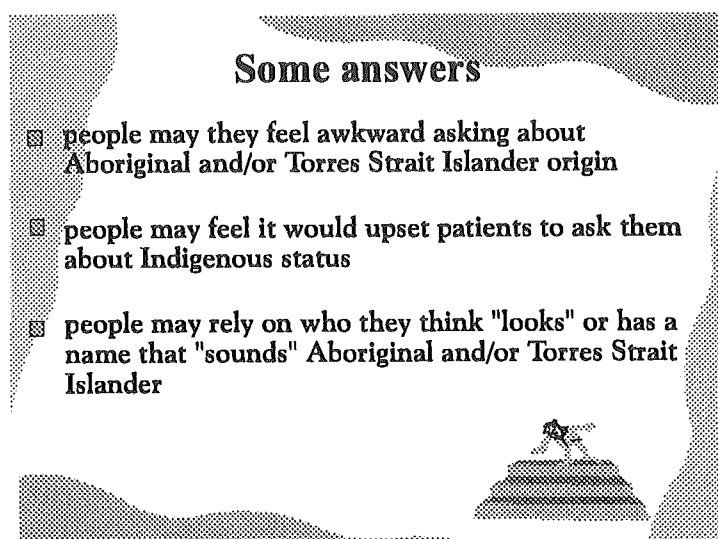 Some answers
people may they feel awkward asking about
Aboriginal and/or Torres Strait Islander origin
people may feel it would upset patients to ask them
about Indigenous status
people may rely on who they think "looks" or has a
name that "sounds" Aboriginal and/or Torres Strait
Islander